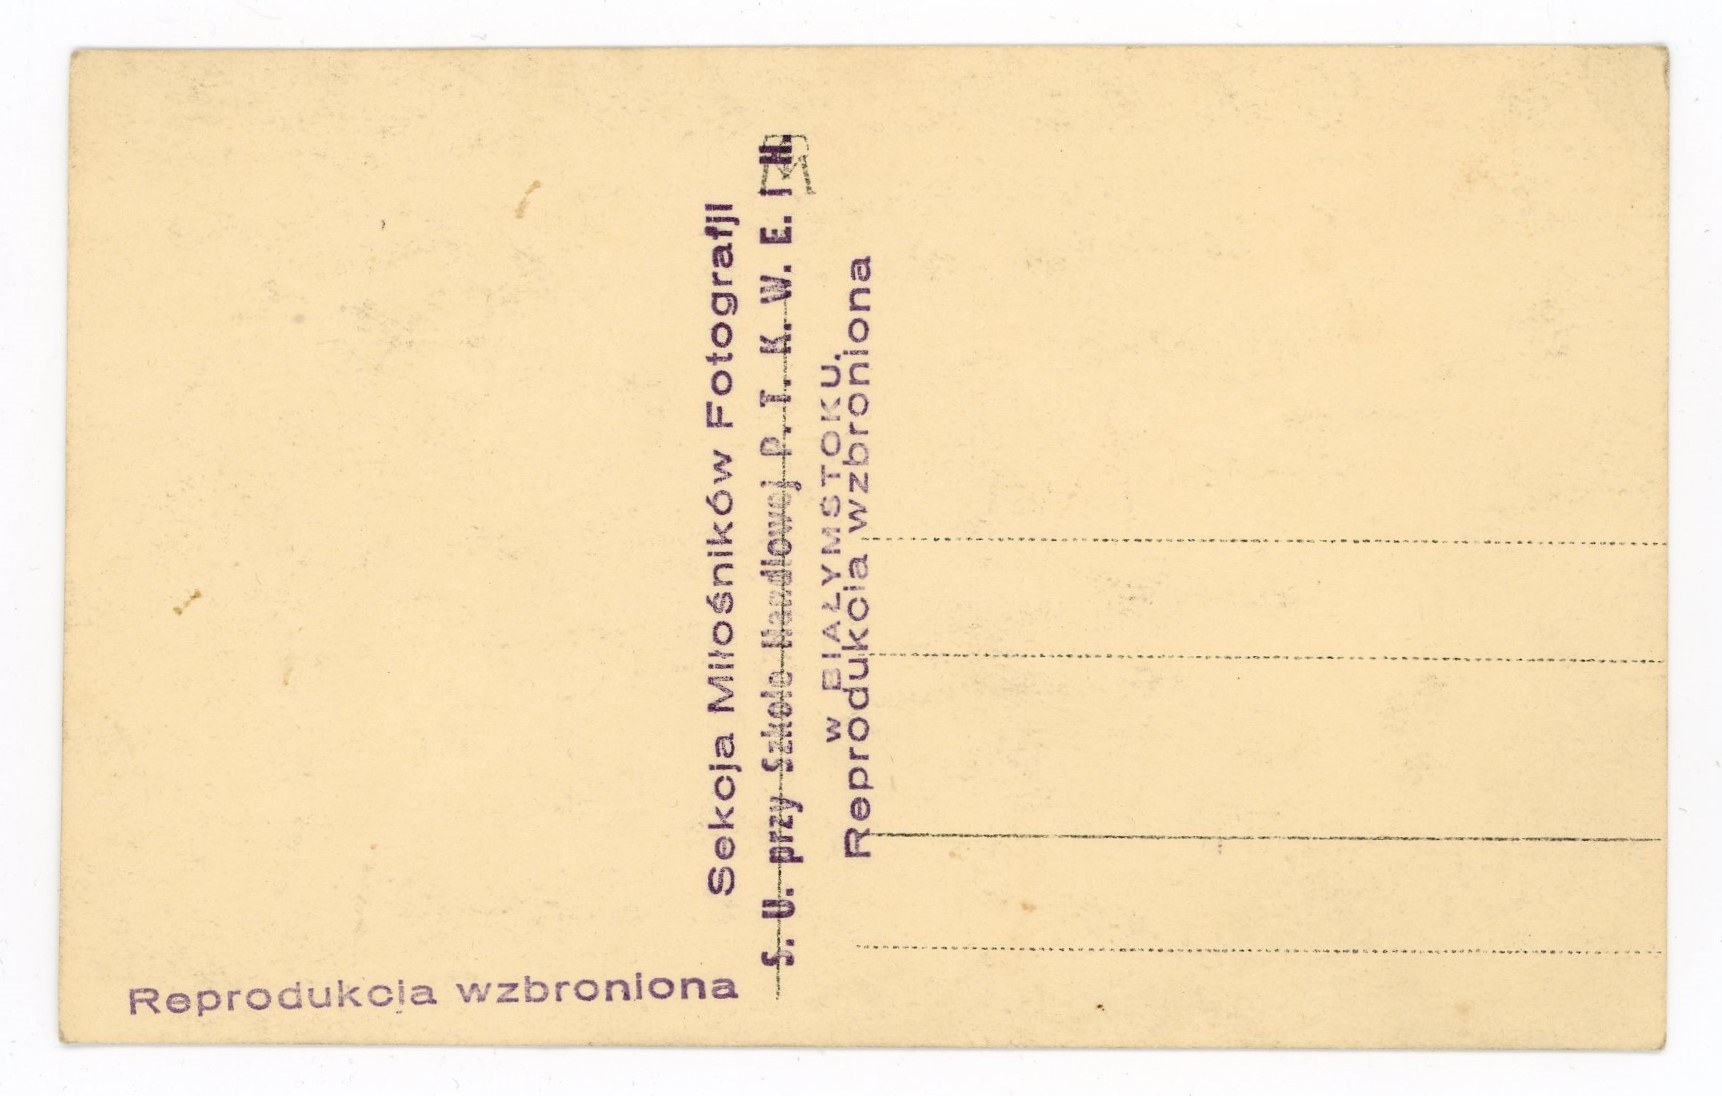 Sekcja Miłośników Fotografji
S. U. przy Szkole Handlowej P. T. K. W. E. i H.
w BIAŁYMSTOKU.
Reprodukcja wzbroniona
Reprodukcja wzbroniona